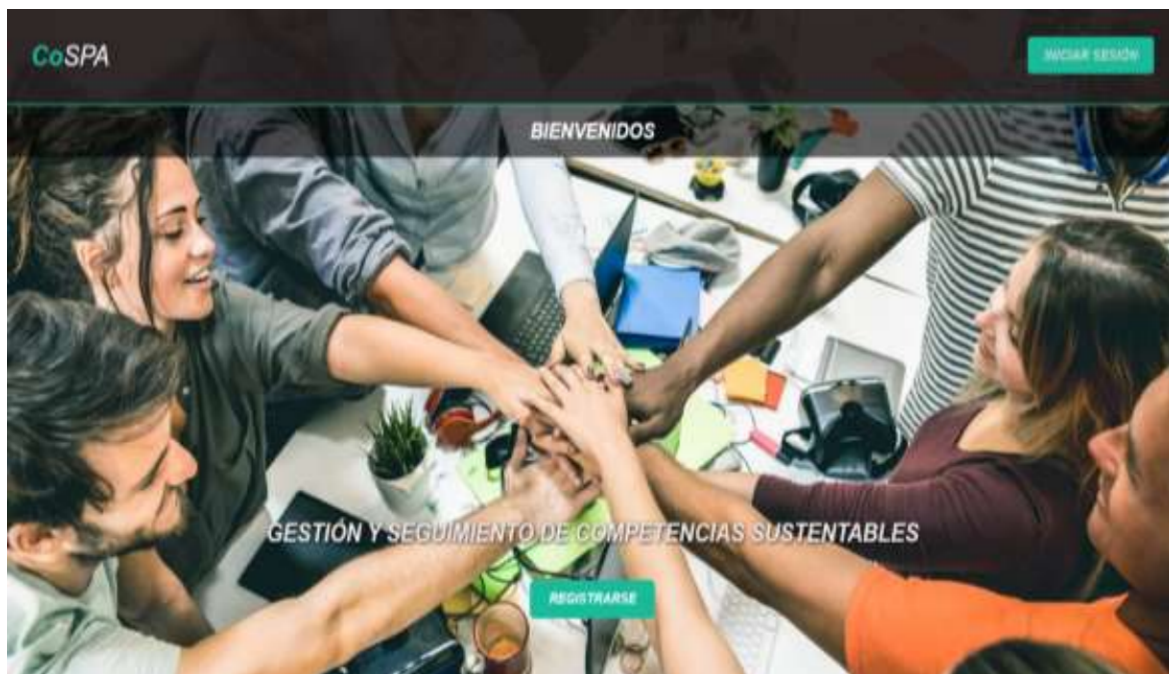 CoSPA
INICIAR SESIÓN
BIENVENIDOS
GESTIÓN Y SEGUIMIENTO DE COMPETENCIAS SUSTENTABLES
REGISTRARSE